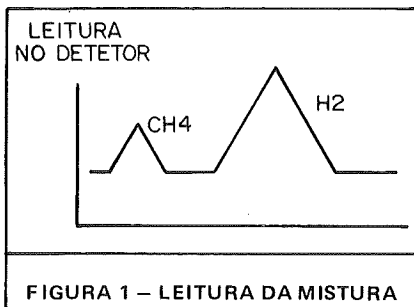 LEITURA
NO DETETOR
CH4
H2
FIGURA 1 – LEITURA DA MISTURA